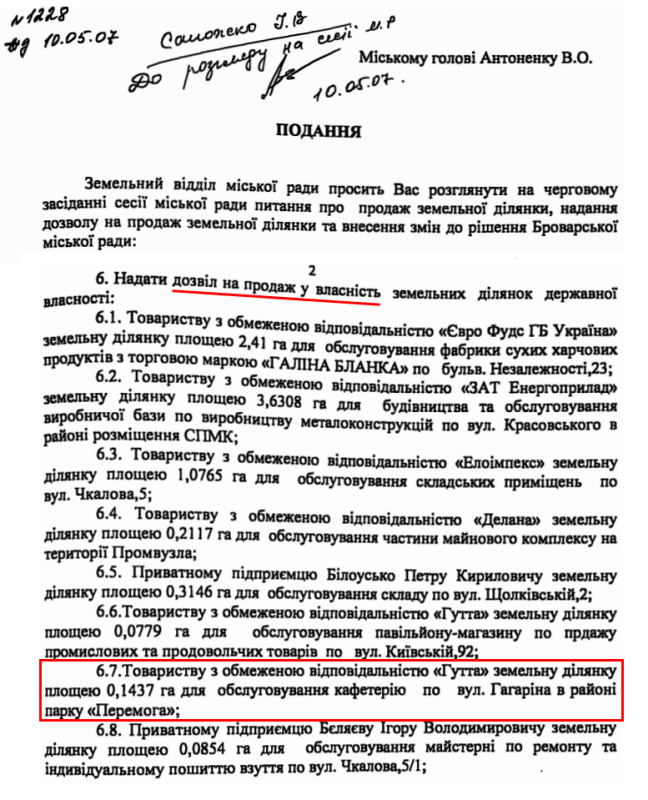 №1228
від 10.05.07
Самопско Г.В
До розгляду на сесії м.р
10.05.07.
Міському голові Антоненку В.О.
ПОДАННЯ
Земельний відділ міської ради просить Вас розглянути на черговому
засіданні сесії міської ради питання про продаж земельної ділянки, надання
дозволу на продаж земельної ділянки та внесення змін до рішення Броварської
міської ради:
2
6. Надати дозвіл на продаж у власність земельних ділянок державної
власності:
6.1. Товариству з обмеженою відповідальністю «Євро Фудс ГБ Україна»
земельну ділянку площею 2,41 га для обслуговування фабрики сухих харчових
продуктів з торговою маркою «ГАЛІНА БЛАНКА» по бульв. Незалежності,23;
6.2. Товариству з обмеженою відповідальністю «ЗАТ Енергоприлад»
земельну ділянку площею 3,6308 га для будівництва та обслуговування
виробничої бази по виробництву металоконструкцій по вул. Красовського в
районі розміщення СПМК;
6.3. Товариству з обмеженою відповідальністю «Елоімпекс» земельну
ділянку площею 1,0765 га для обслуговування складських приміщень по
вул. Чкалова,5;
6.4. Товариству з обмеженою відповідальністю «Делана» земельну
ділянку площею 0,2117 га для обслуговування частини майнового комплексу на
території Промвузла;
6.5. Приватному підприємцю Білоусько Петру Кириловичу земельну
ділянку площею 0,3146 га для обслуговування складу по вул. Щолківській,2;
6.6.Товариству з обмеженою відповідальністю «Гутта» земельну ділянку
площею 0,0779 га для обслуговування павільйону-магазину по прдажу
промислових та продовольчих товарів по вул. Київській,92;
6.7.Товариству з обмеженою відповідальністю «Гутта» земельну ділянку
площею 0,1437 га для обслуговування кафетерію по вул. Гагаріна в районі
парку «Перемога»;
6.8. Приватному підприємцю Бєляєву Ігору Володимировичу земельну
ділянку площею 0,0854 га для обслуговування майстерні по ремонту та
індивідуальному пошиттю взуття по вул. Чкалова,5/1;